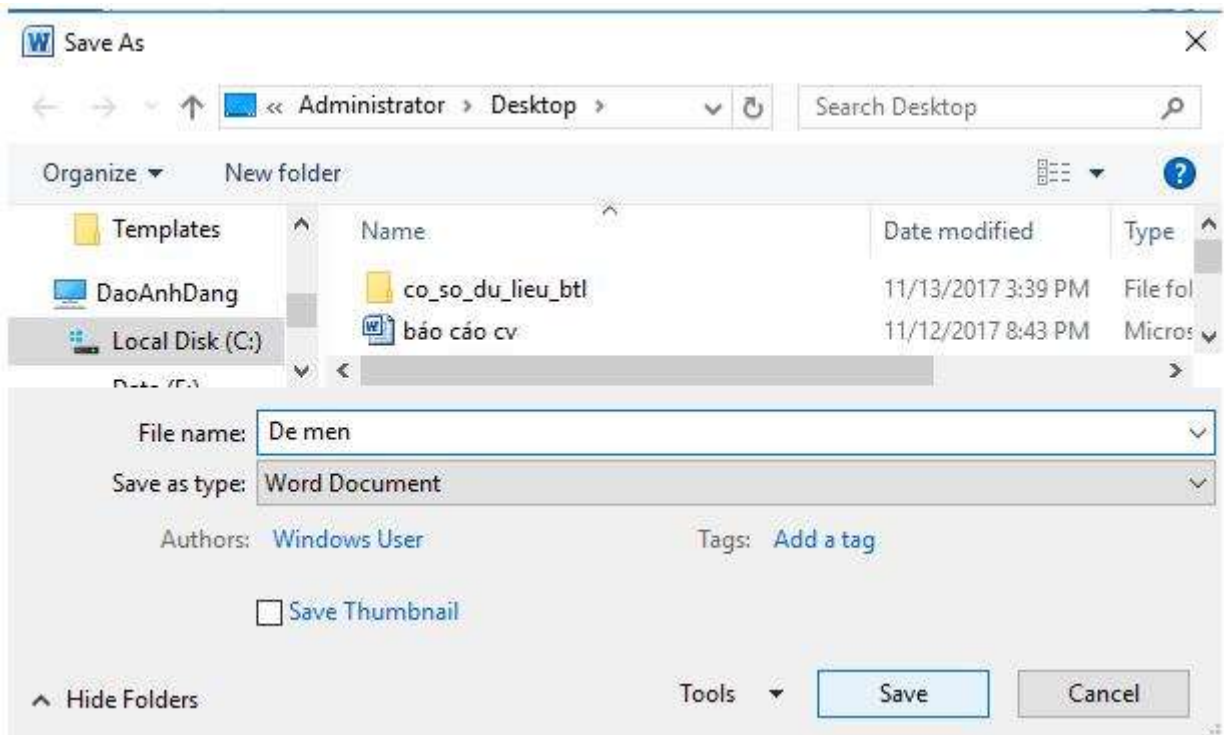 Save As
« Administrator > Desktop >
Search Desktop
Organize
New folder
Templates
DaoAnhDang
Local Disk (C:)
Name
Date modified
Type
co_so_du_lieu_btl
11/13/2017 3:39 PM
File fol
báo cáo cv
11/12/2017 8:43 PM
Micros
File name: De men
Save as type: Word Document
Authors: Windows User
Tags: Add a tag
Save Thumbnail
Hide Folders
Tools
Save
Cancel